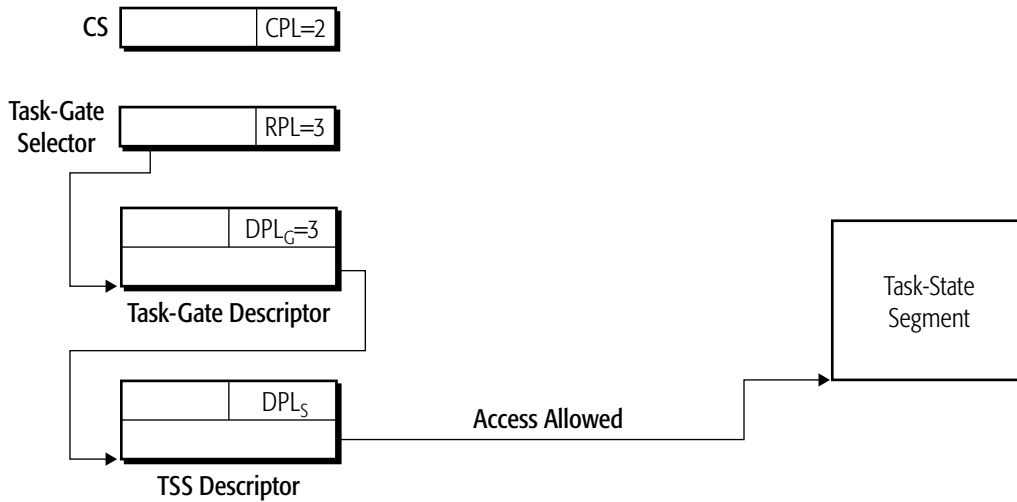 CS
CPL=2
Task-Gate
Selector
RPL=3
DPLG=3
Task-Gate Descriptor
Task-State
Segment
DPLS
Access Allowed
TSS Descriptor